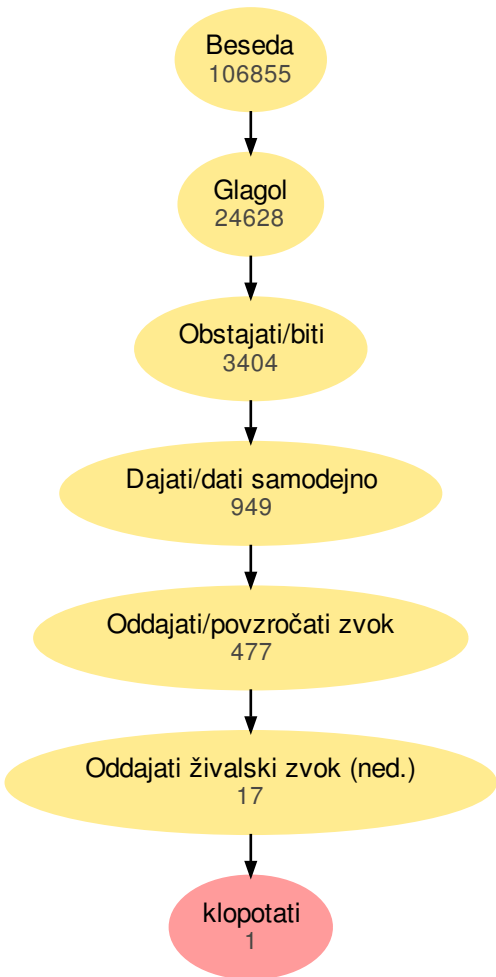 Beseda
106855
Glagol
24628
Obstajati/biti
3404
Dajati/dati samodejno
949
Oddajati/povzročati zvok
477
Oddajati živalski zvok (ned.)
17
klopotati
1